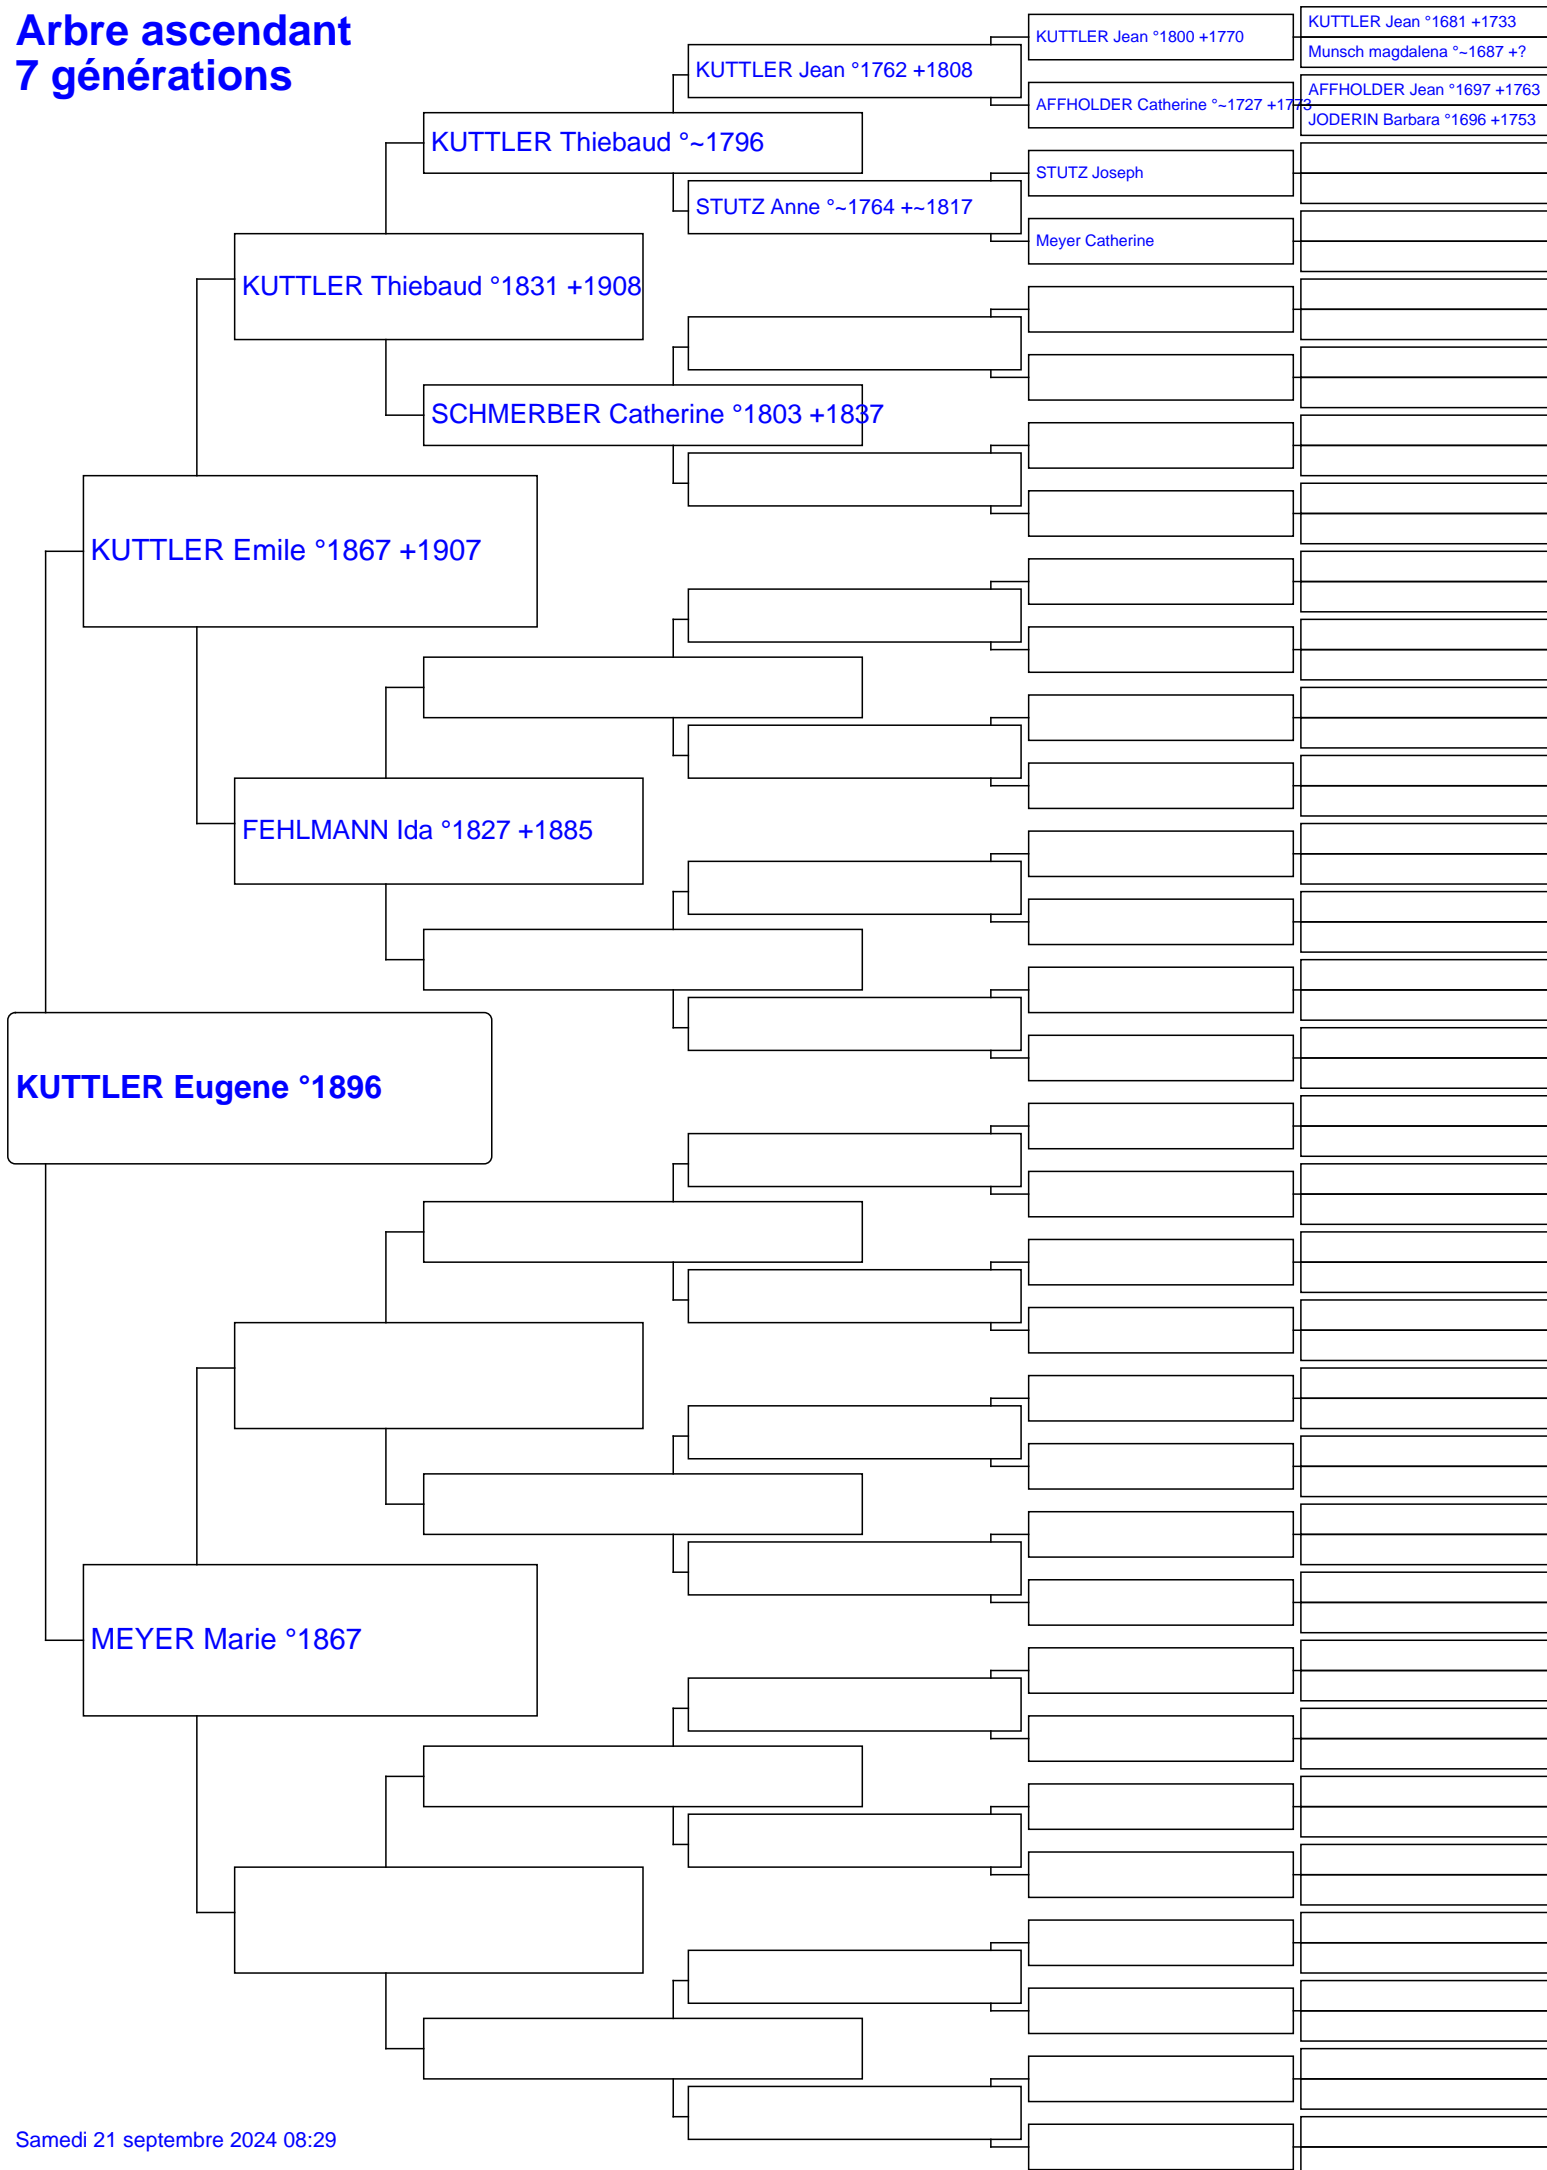 Arbre ascendant
7 générations
KUTTLER Jean °1681 +1733
KUTTLER Jean °1800 +1770
Munsch magdalena °~1687 +?
KUTTLER Jean °1762 +1808
AFFHOLDER Jean °1697 +1763
AFFHOLDER Catherine °~1727 +1773
JODERIN Barbara °1696 +1753
KUTTLER Thiebaud °~1796
STUTZ Joseph
STUTZ Anne °~1764 +~1817
Meyer Catherine
KUTTLER Thiebaud °1831 +1908
SCHMERBER Catherine °1803 +1837
KUTTLER Emile °1867 +1907
FEHLMANN Ida °1827 +1885
KUTTLER Eugene °1896
MEYER Marie °1867
Samedi 21 septembre 2024 08:29